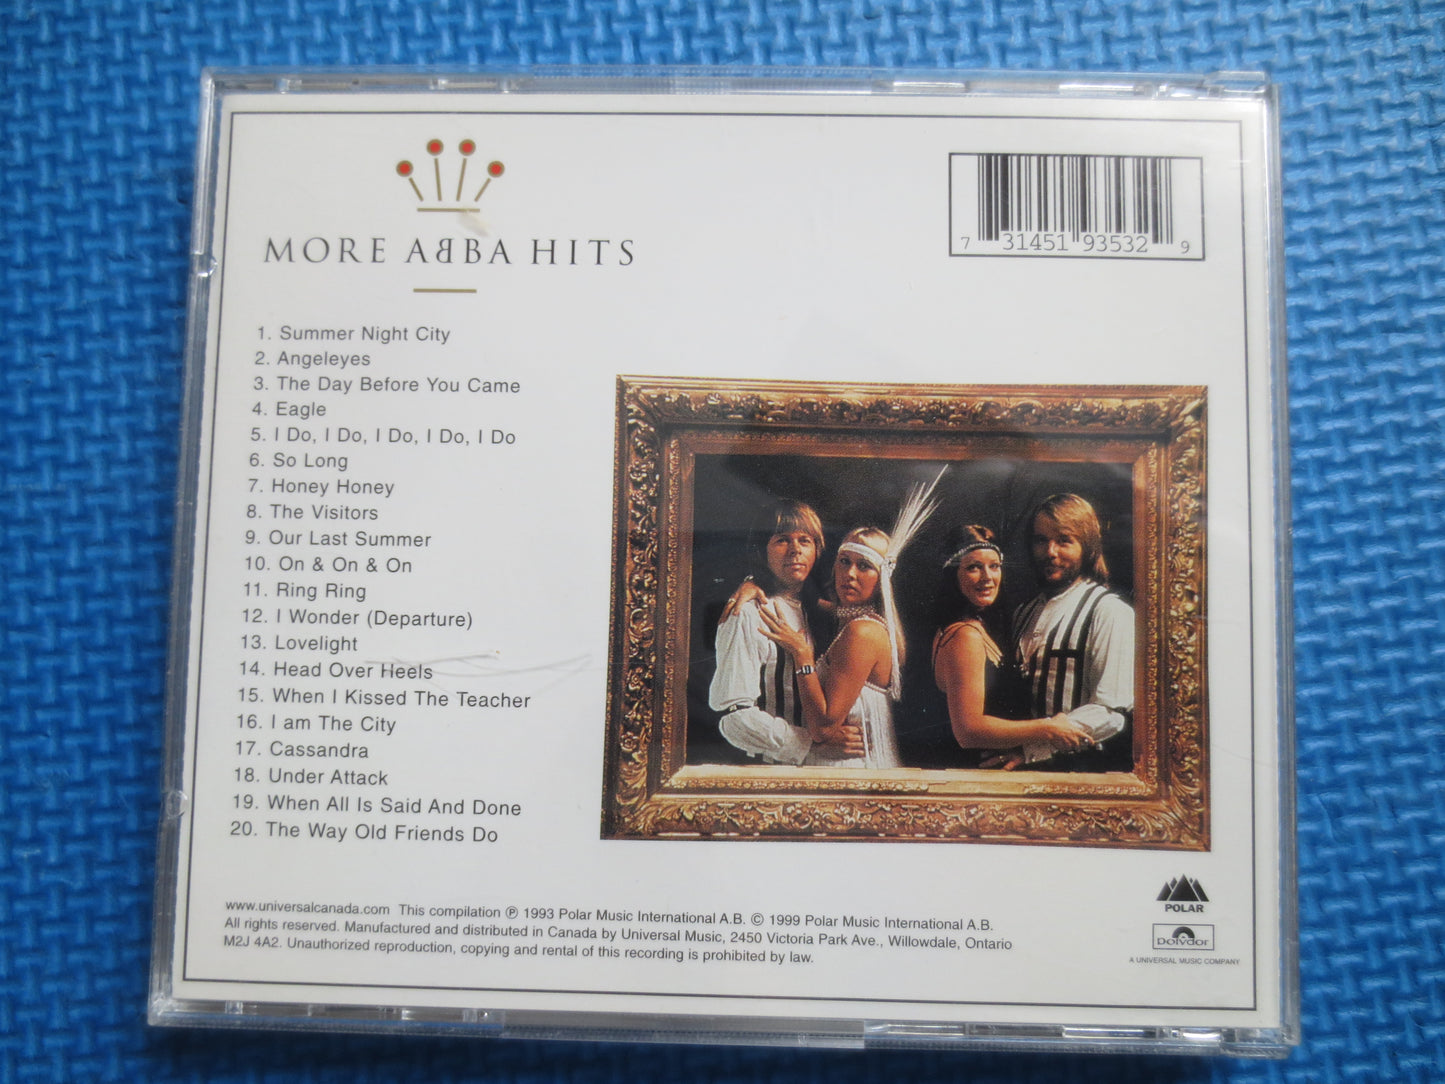 MORE ABBA HITS
7 31451 93532 9
1. Summer Night City
2. Angeleyes
3. The Day Before You Came
4. Eagle
5. I Do, I Do, I Do, I Do, I Do
6. So Long
7. Honey Honey
8. The Visitors
9. Our Last Summer
10. On & On & On
11. Ring Ring
12. I Wonder (Departure)
13. Lovelight
14. Head Over Heels
15. When I Kissed The Teacher
16. I am The City
17. Cassandra
18. Under Attack
19. When All Is Said And Done
20. The Way Old Friends Do
www.universalcanada.com This compilation ℗ 1993 Polar Music International A.B. © 1999 Polar Music International A.B.
All rights reserved. Manufactured and distributed in Canada by Universal Music, 2450 Victoria Park Ave., Willowdale, Ontario
M2J 4A2. Unauthorized reproduction, copying and rental of this recording is prohibited by law.
POLAR
polydor
A UNIVERSAL MUSIC COMPANY